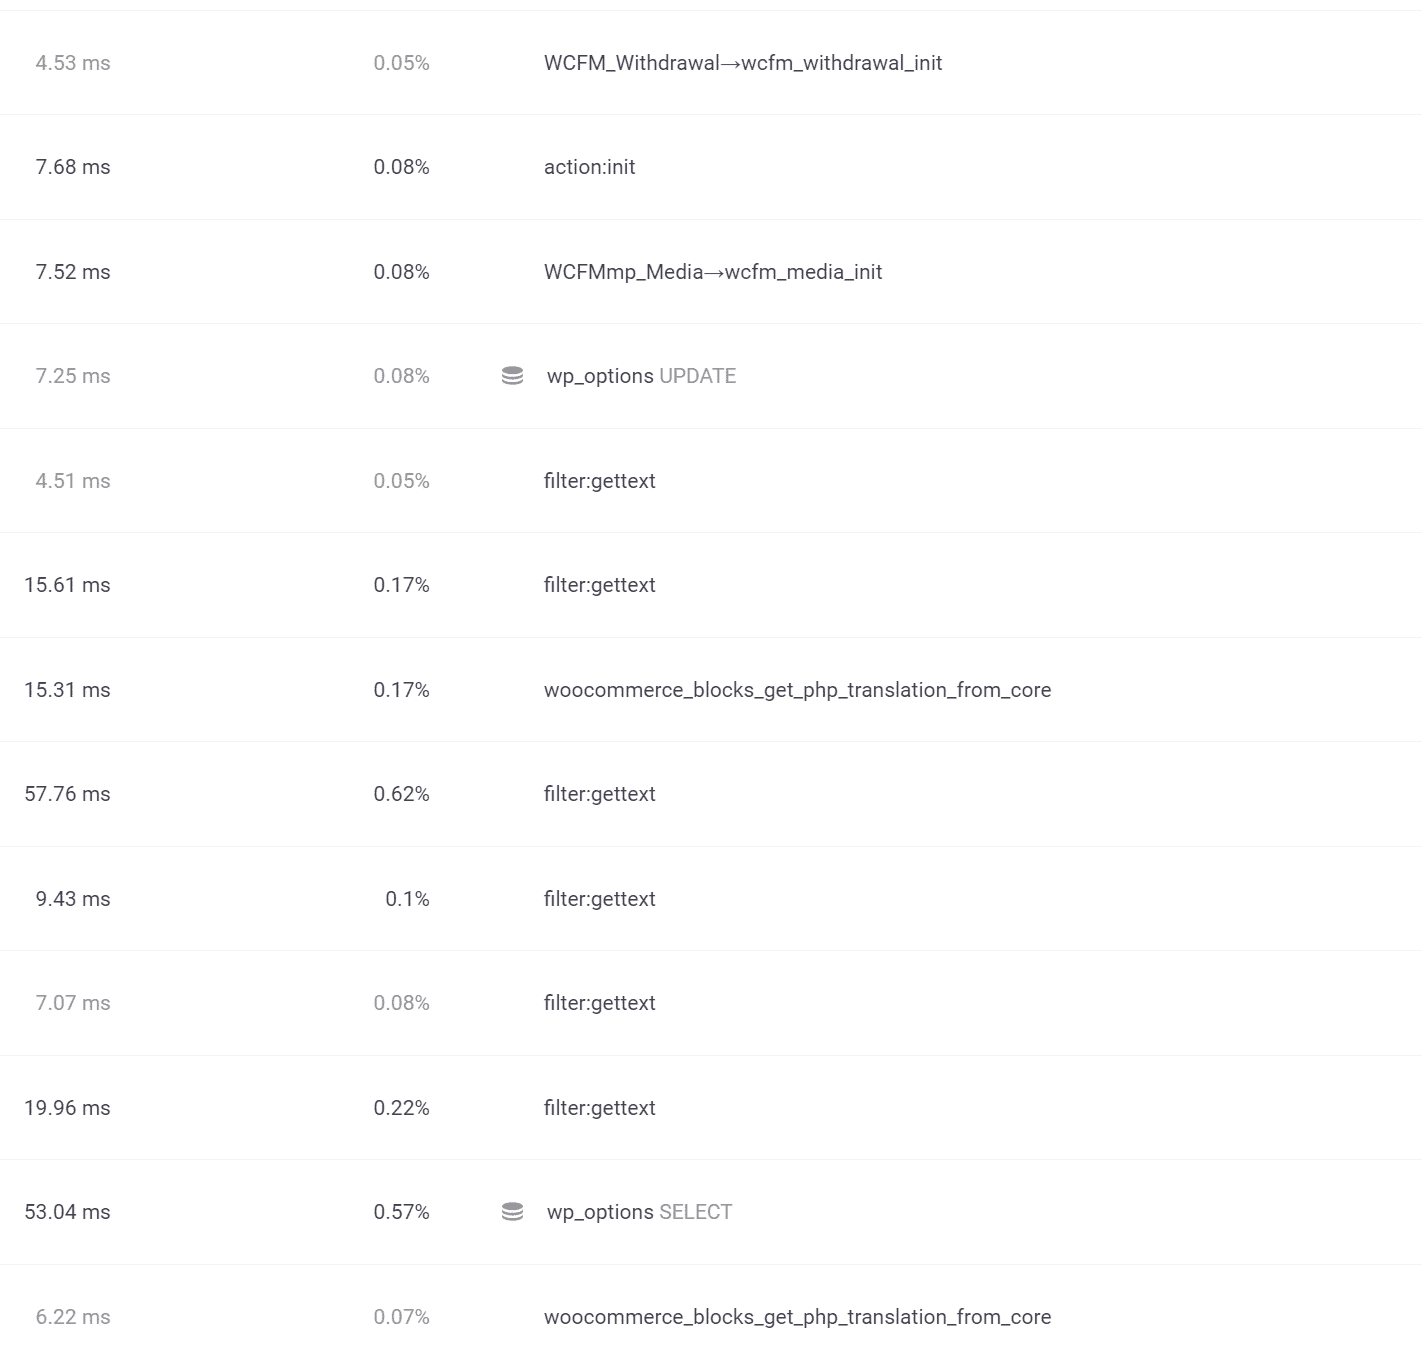 4.53 ms 0.05% WCFM_Withdrawal→wcfm_withdrawal_init
7.68 ms 0.08% action:init
7.52 ms 0.08% WCFMmp_Media→wcfm_media_init
7.25 ms 0.08% wp_options UPDATE
4.51 ms 0.05% filter:gettext
15.61 ms 0.17% filter:gettext
15.31 ms 0.17% woocommerce_blocks_get_php_translation_from_core
57.76 ms 0.62% filter:gettext
9.43 ms 0.1% filter:gettext
7.07 ms 0.08% filter:gettext
19.96 ms 0.22% filter:gettext
53.04 ms 0.57% wp_options SELECT
6.22 ms 0.07% woocommerce_blocks_get_php_translation_from_core